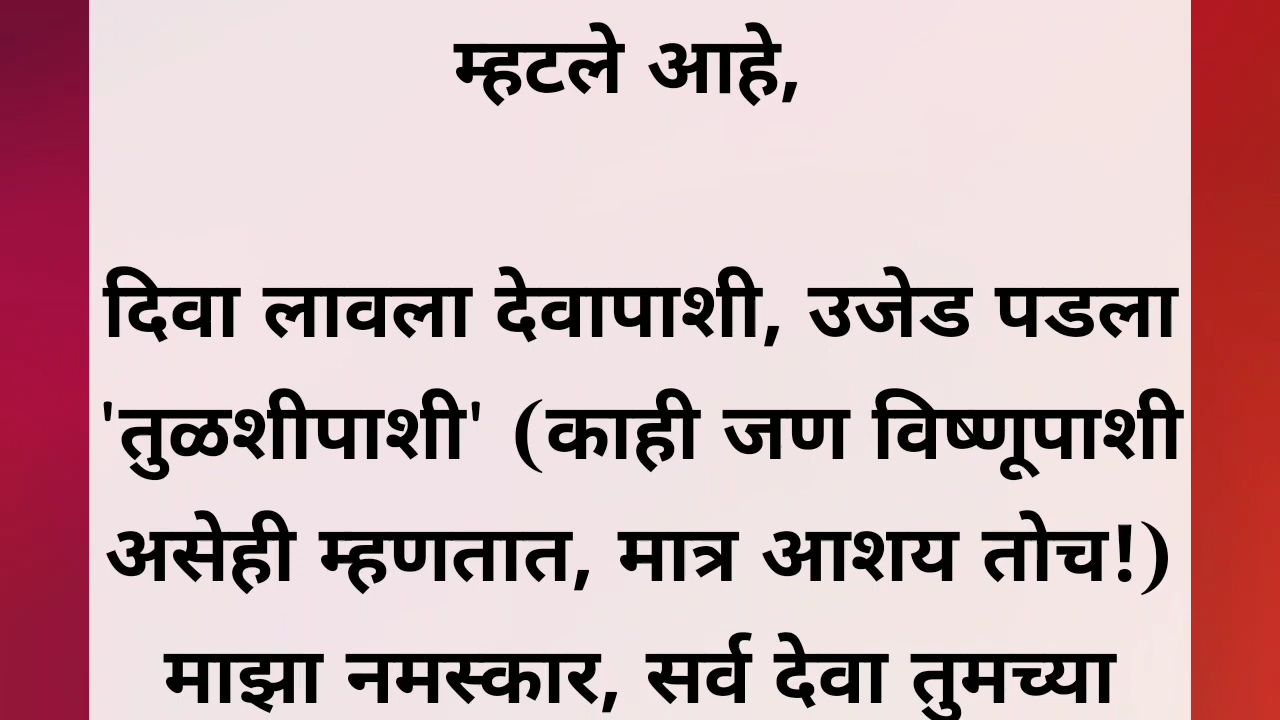 म्हटले आहे,
दिवा लावला देवापाशी, उजेड पडला
'तुळशीपाशी' (काही जण विष्णूपाशी
असेही म्हणतात, मात्र आशय तोच!)
माझा नमस्कार, सर्व देवा तुमच्या